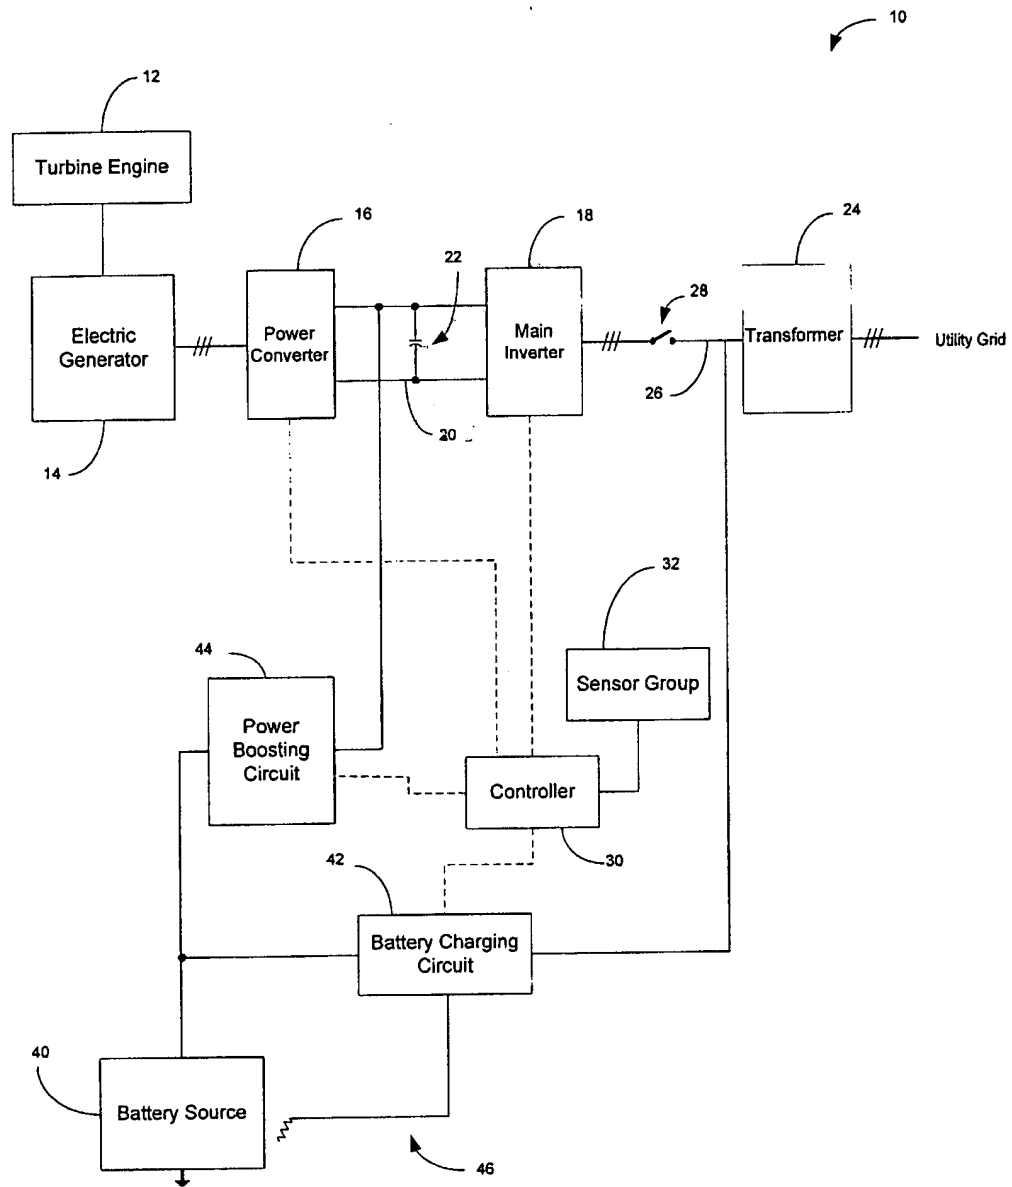 10
12
Turbine Engine
16
18
24
22
28
Electric
Generator
Power
Converter
Main
Inverter
Transformer
Utility Grid
26
20
14
32
44
Sensor Group
Power
Boosting
Circuit
Controller
42
30
Battery Charging
Circuit
40
Battery Source
46